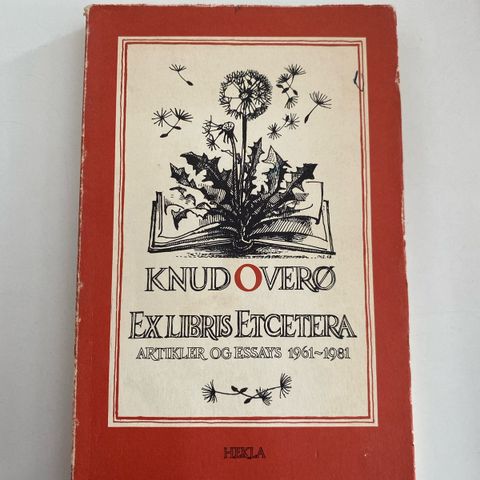 KNUD OVERØ
EX LIBRIS ETCETERA
ARTIKLER OG ESSAYS 1961~1981
HEKLA